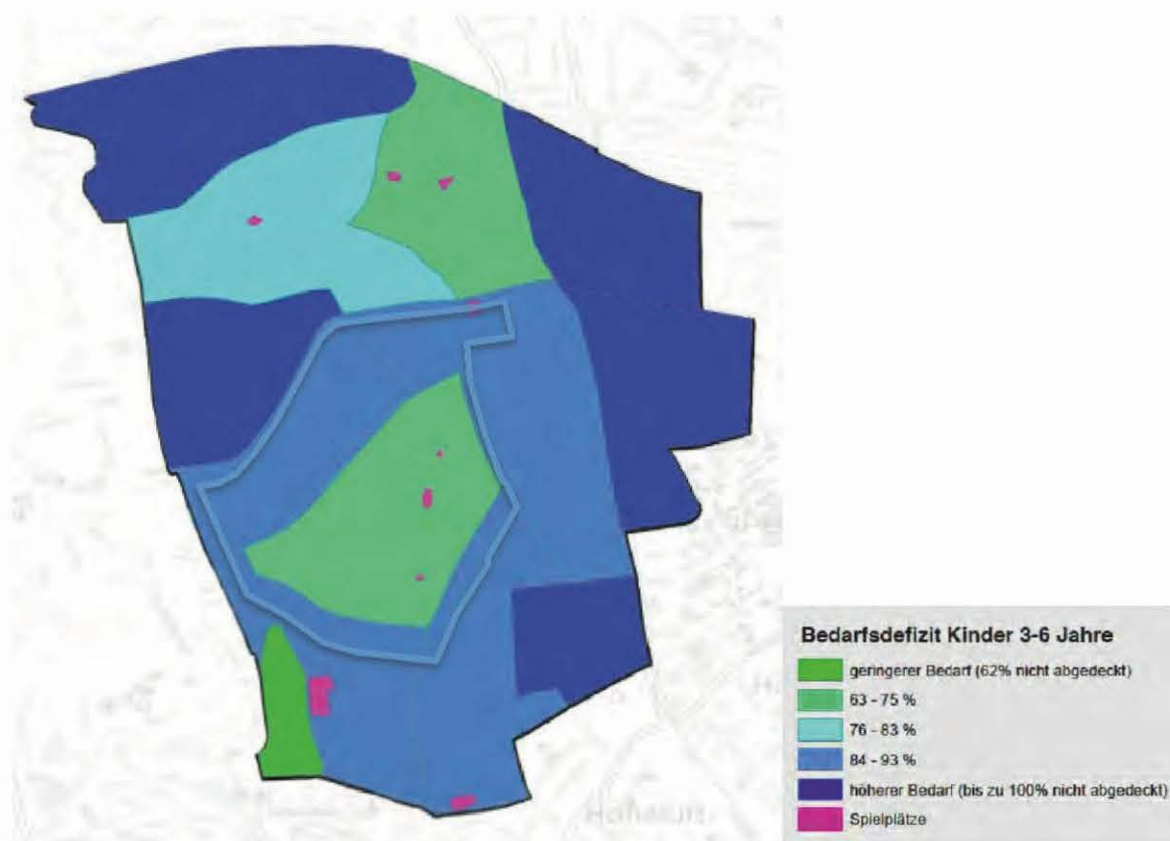 Bedarfsdefizit Kinder 3-6 Jahre
geringerer Bedarf (62% nicht abgedeckt)
63 - 75 %
76 - 83 %
84 - 93 %
höherer Bedarf (bis zu 100% nicht abgedeckt)
Spielplätze